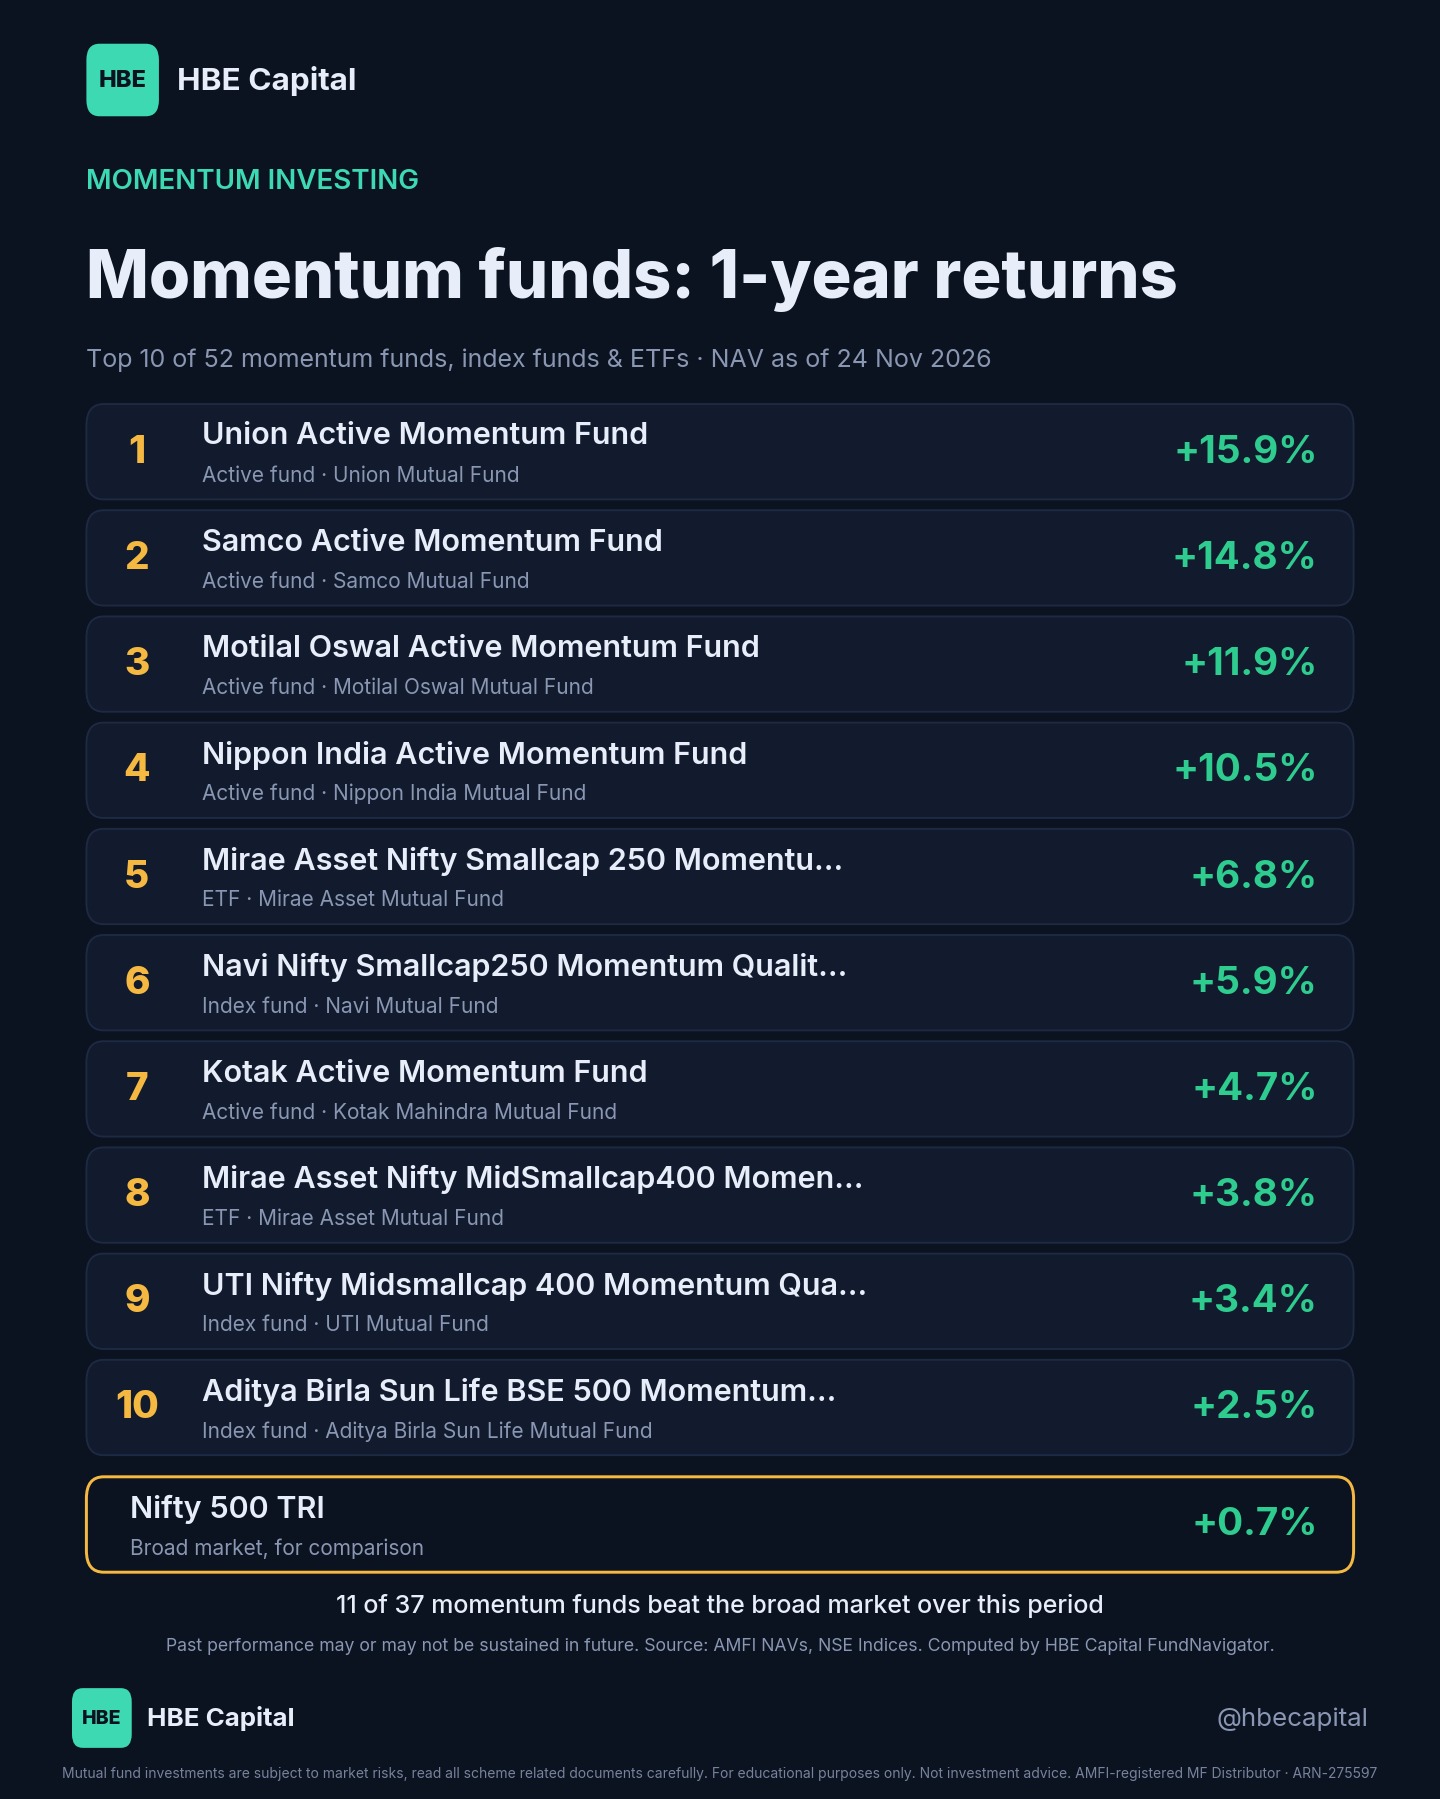 HBE
HBE Capital
MOMENTUM INVESTING
Momentum funds: 1-year returns
Top 10 of 52 momentum funds, index funds & ETFs · NAV as of 24 Nov 2026
1
Union Active Momentum Fund
Active fund · Union Mutual Fund
+15.9%
2
Samco Active Momentum Fund
Active fund · Samco Mutual Fund
+14.8%
3
Motilal Oswal Active Momentum Fund
Active fund · Motilal Oswal Mutual Fund
+11.9%
4
Nippon India Active Momentum Fund
Active fund · Nippon India Mutual Fund
+10.5%
5
Mirae Asset Nifty Smallcap 250 Momentu...
ETF · Mirae Asset Mutual Fund
+6.8%
6
Navi Nifty Smallcap250 Momentum Qualit...
Index fund · Navi Mutual Fund
+5.9%
7
Kotak Active Momentum Fund
Active fund · Kotak Mahindra Mutual Fund
+4.7%
8
Mirae Asset Nifty MidSmallcap400 Momen...
ETF · Mirae Asset Mutual Fund
+3.8%
9
UTI Nifty Midsmallcap 400 Momentum Qua...
Index fund · UTI Mutual Fund
+3.4%
10
Aditya Birla Sun Life BSE 500 Momentum...
Index fund · Aditya Birla Sun Life Mutual Fund
+2.5%
Nifty 500 TRI
Broad market, for comparison
+0.7%
11 of 37 momentum funds beat the broad market over this period
Past performance may or may not be sustained in future. Source: AMFI NAVs, NSE Indices. Computed by HBE Capital FundNavigator.
HBE
HBE Capital
@hbecapital
Mutual fund investments are subject to market risks, read all scheme related documents carefully. For educational purposes only. Not investment advice. AMFI-registered MF Distributor · ARN-275597